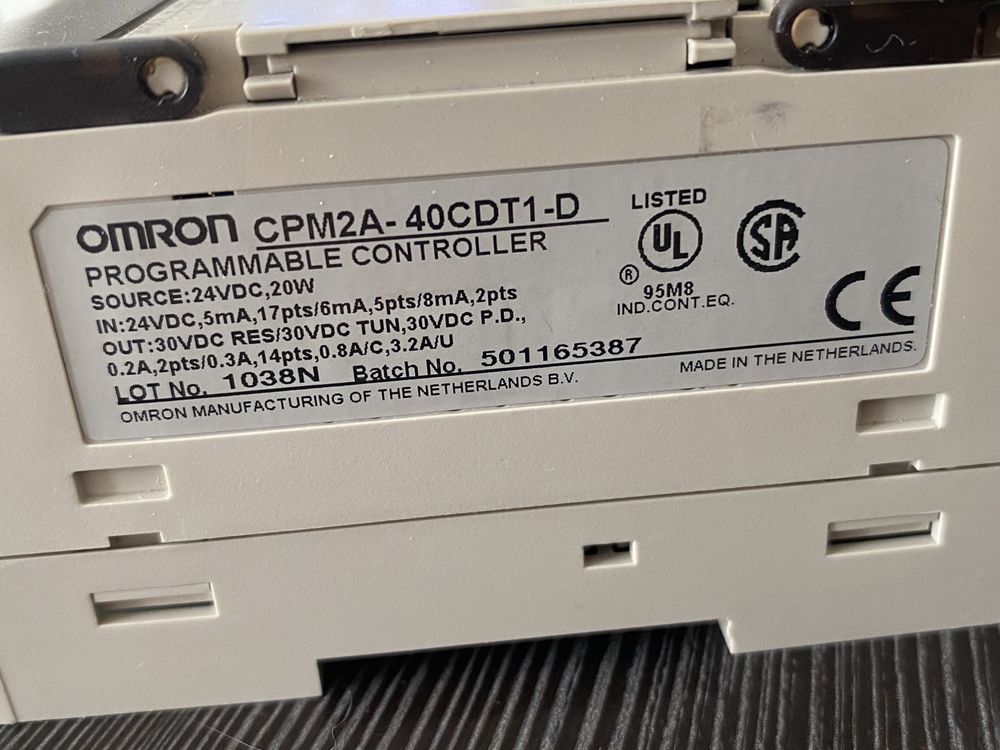 OMRON CPM2A-40CDT1-D
PROGRAMMABLE CONTROLLER
SOURCE:24VDC,20W
IN:24VDC,5mA,17pts/6mA,5pts/8mA,2pts
OUT:30VDC RES/30VDC TUN,30VDC P.D.,
0.2A,2pts/0.3A,14pts,0.8A/C,3.2A/U
LOT No. 1038N Batch No. 501165387
OMRON MANUFACTURING OF THE NETHERLANDS B.V.
LISTED
UL
®
95M8
IND.CONT.EQ.
SA
CE
MADE IN THE NETHERLANDS.